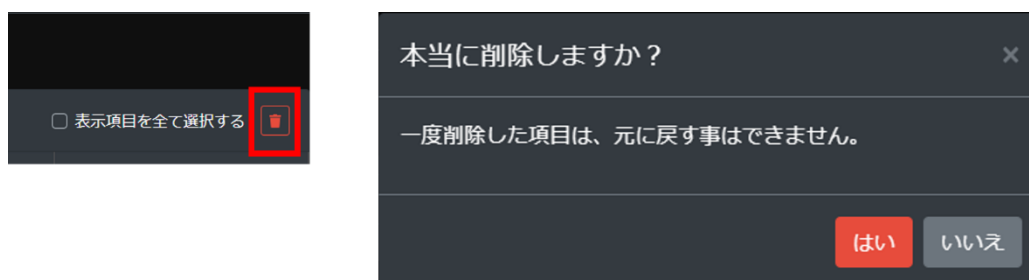 表示項目を全て選択する
本当に削除しますか？
×
一度削除した項目は、元に戻す事はできません。
はい いいえ